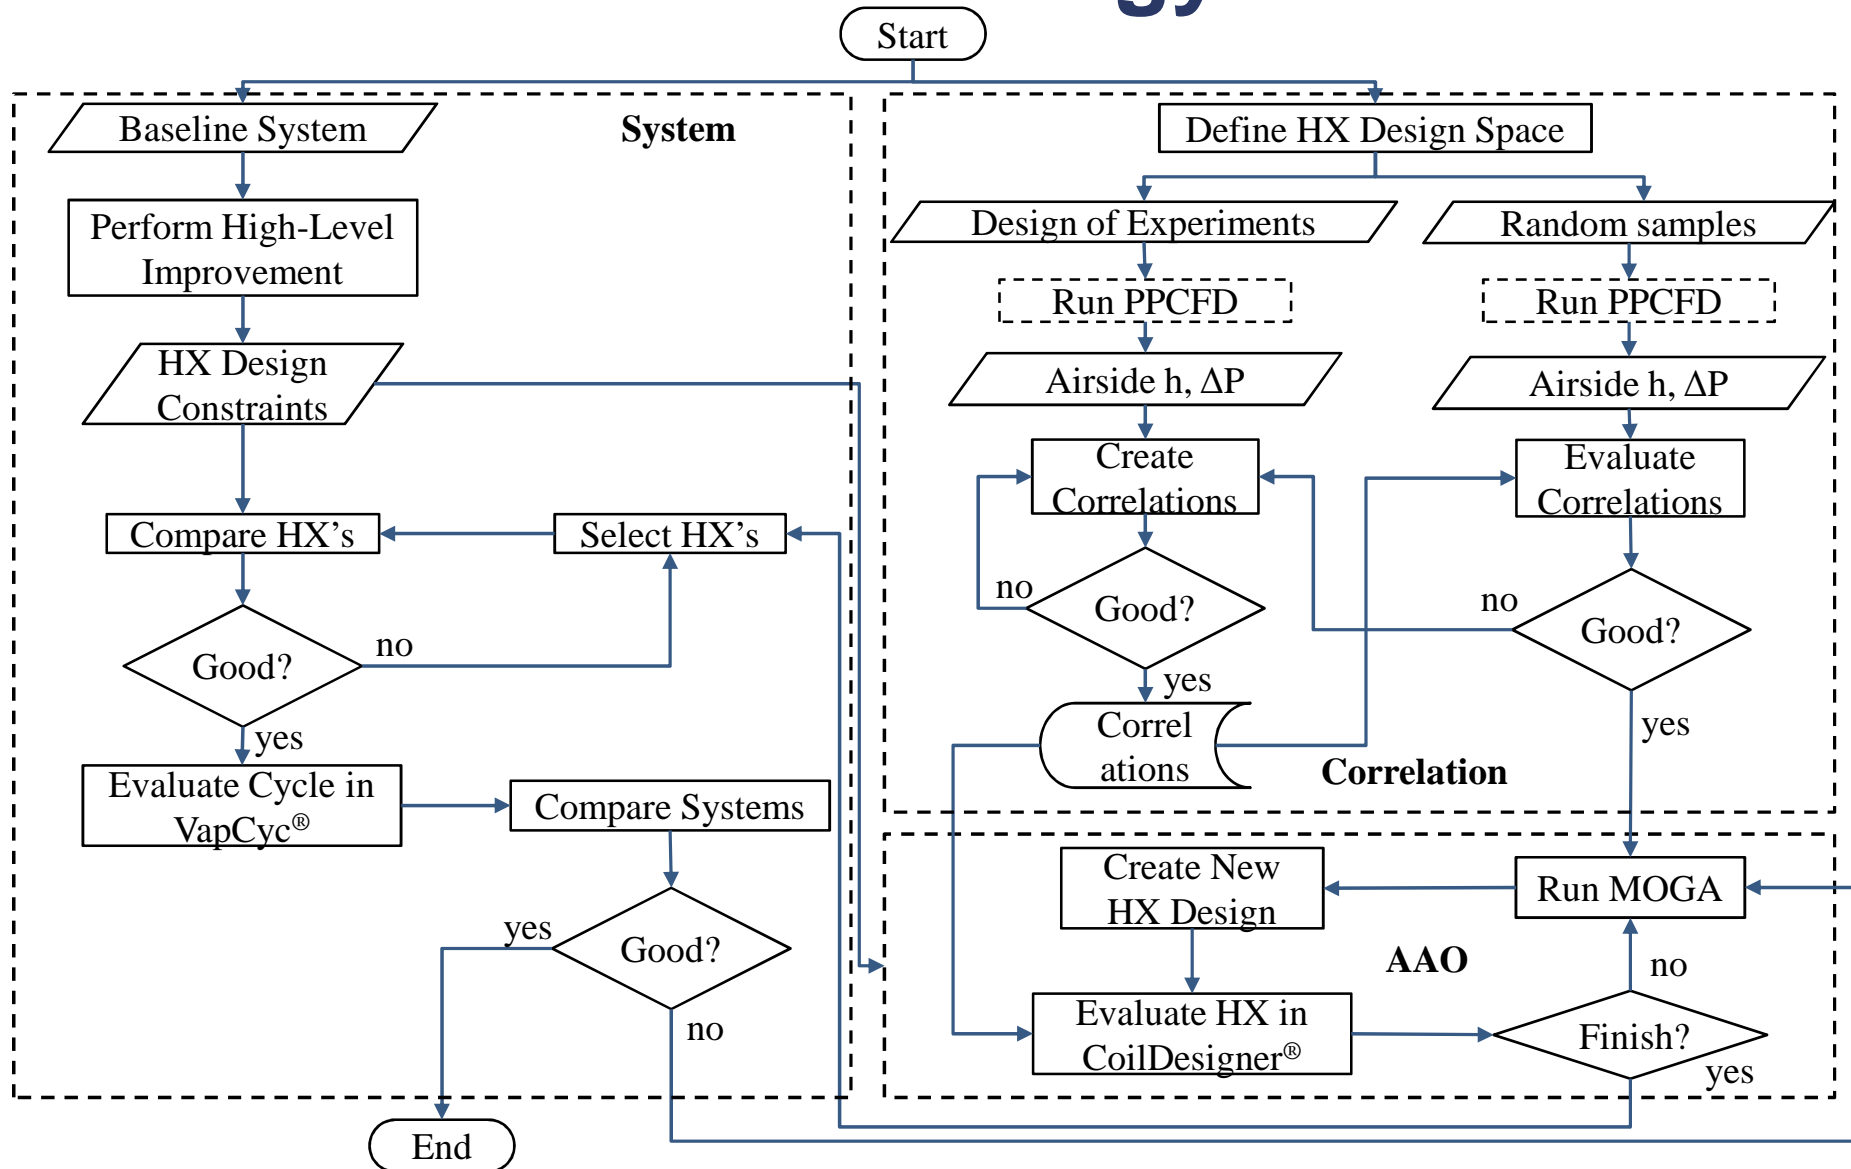 gy
Start
Baseline System
System
Perform High-Level
Improvement
HX Design
Constraints
Compare HX's
Select HX's
Good?
no
yes
Evaluate Cycle in
VapCyc®
Compare Systems
Good?
yes
no
End
Define HX Design Space
Design of Experiments
Random samples
Run PPCFD
Run PPCFD
Airside h, ΔP
Airside h, ΔP
Create
Correlations
Evaluate
Correlations
Good?
no
yes
Good?
no
yes
Correl
ations
Correlation
Create New
HX Design
Run MOGA
AAO
no
Evaluate HX in
CoilDesigner®
Finish?
yes